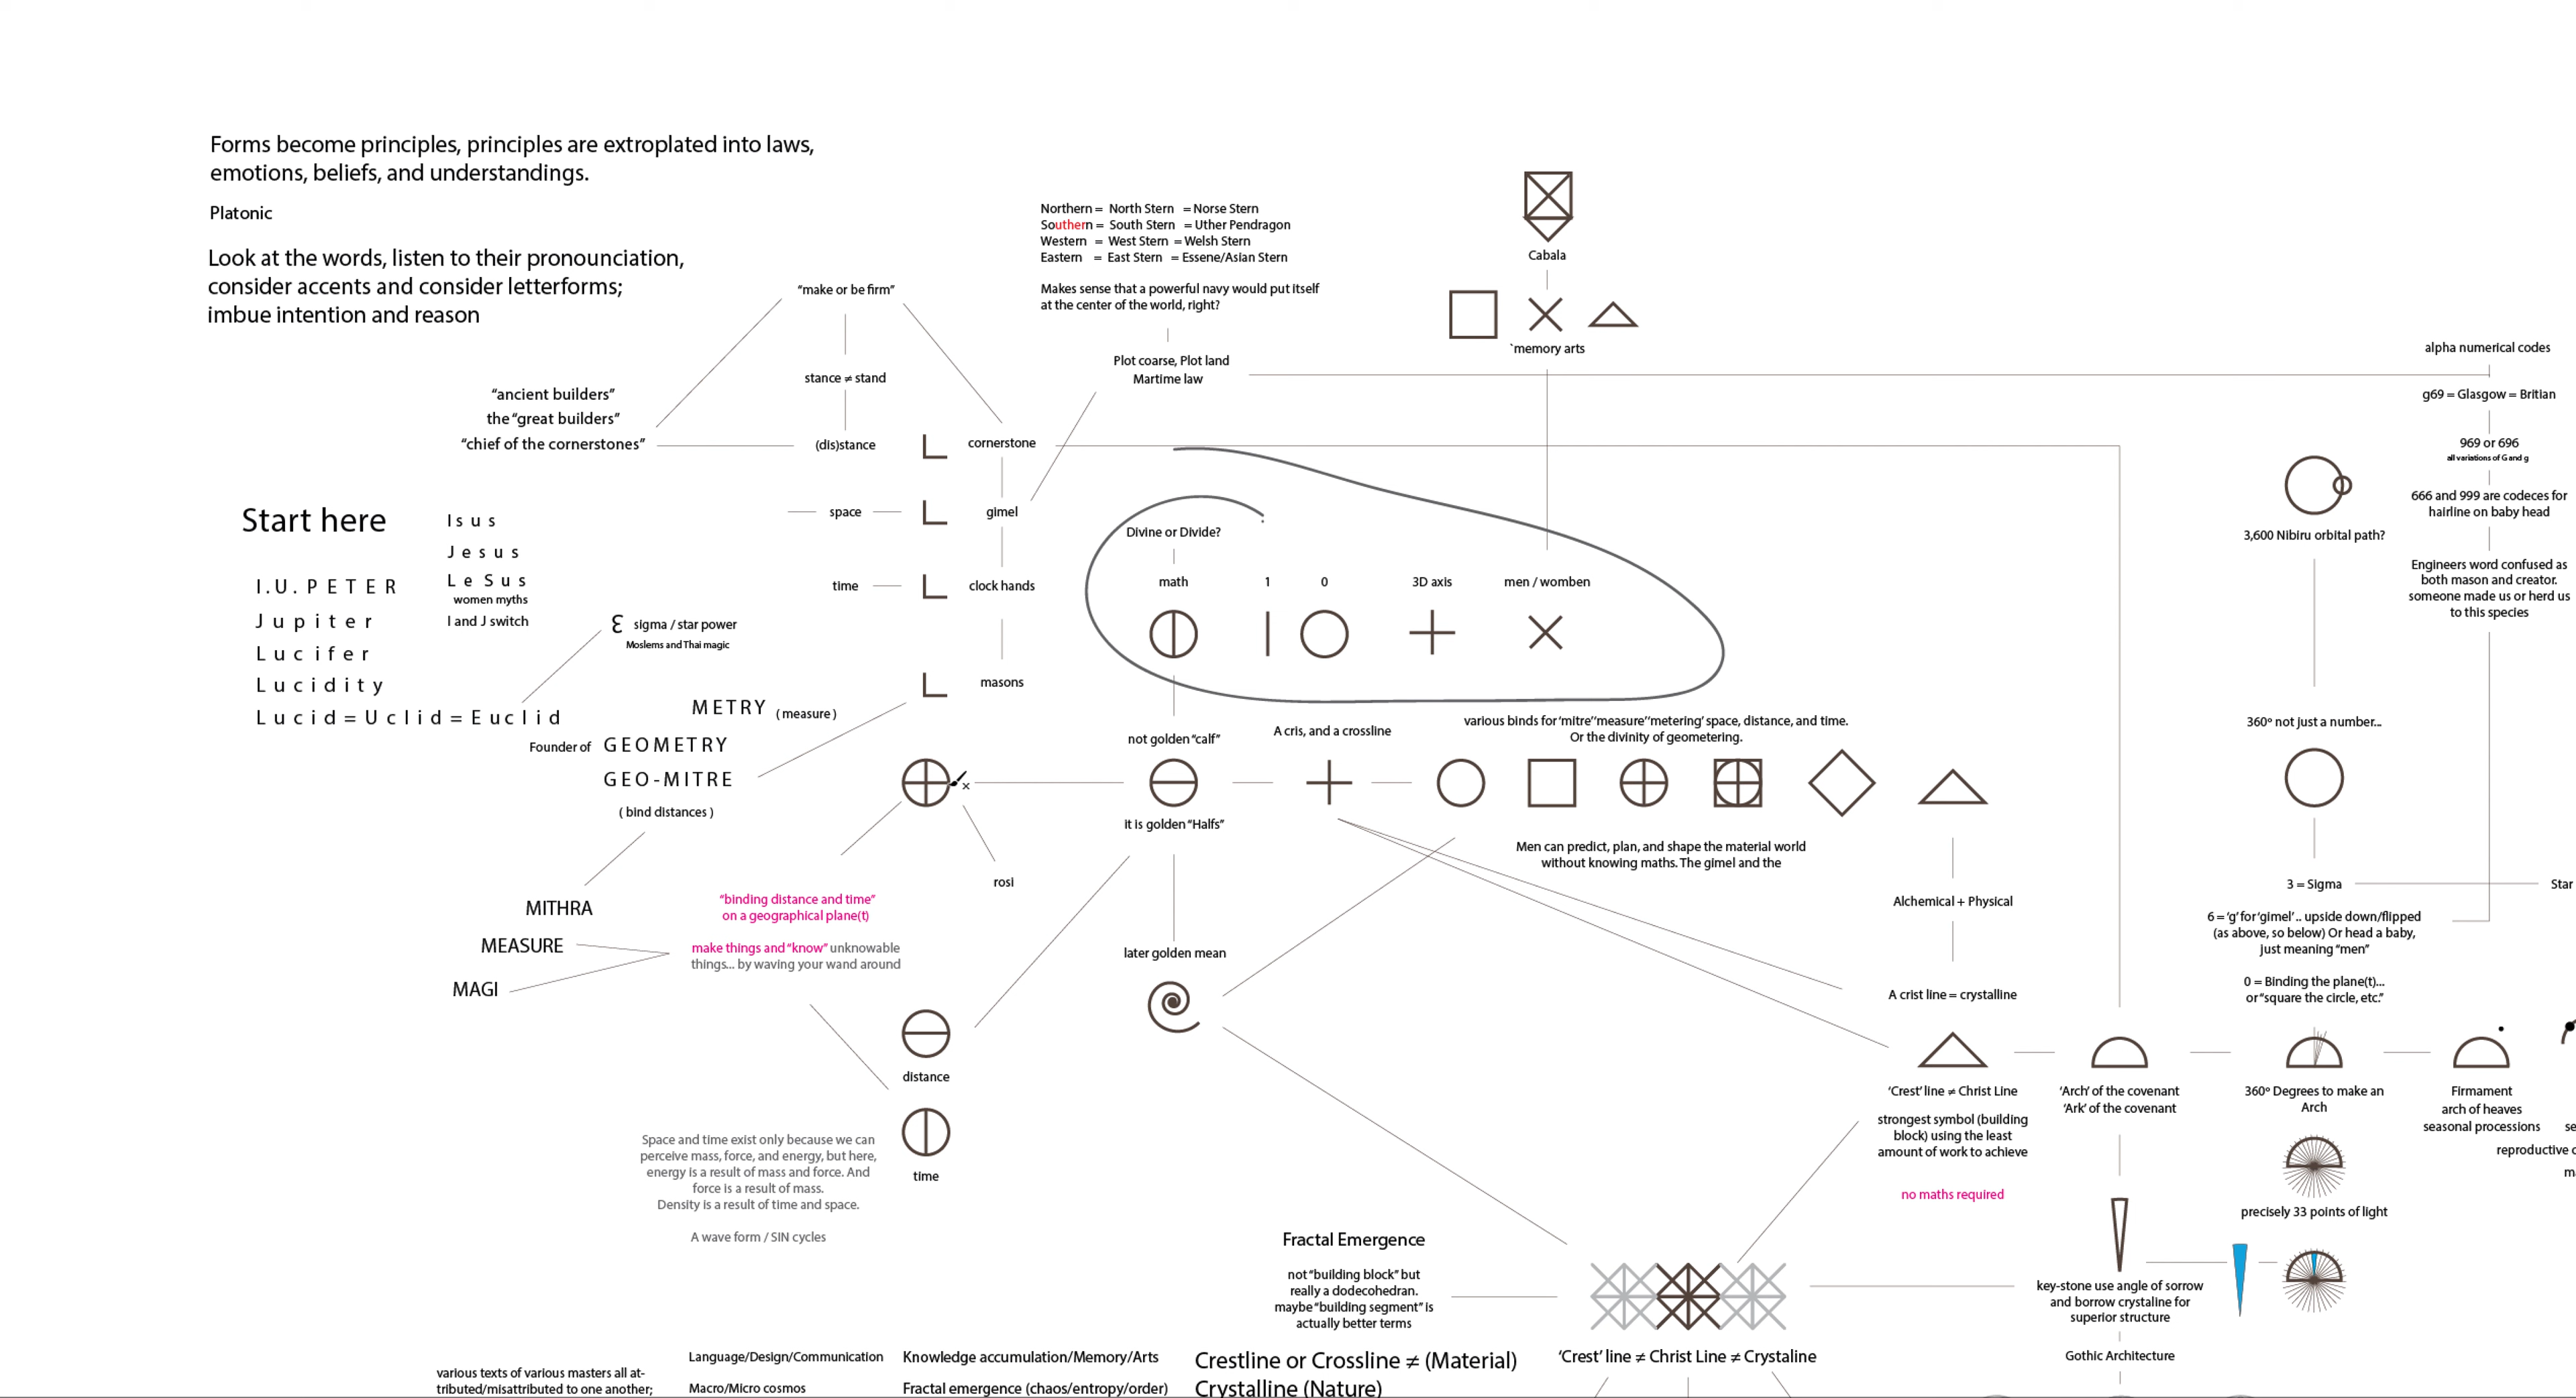 Forms become principles, principles are extroplated into laws,
emotions, beliefs, and understandings.
Platonic
Look at the words, listen to their pronounciation,
consider accents and consider letterforms;
imbue intention and reason
Northern = North Stern = Norse Stern
Southern = South Stern = Uther Pendragon
Western = West Stern = Welsh Stern
Eastern = East Stern = Essene/Asian Stern
Makes sense that a powerful navy would put itself
at the center of the world, right?
Plot coarse, Plot land
Martime law
Cabala
`memory arts
"make or be firm"
stance ≠ stand
(dis)stance
"ancient builders"
the "great builders"
"chief of the cornerstones"
cornerstone
space
gimel
time
clock hands
masons
Start here
I.U. PETER
Jupiter
Lucifer
Lucidity
Lucid=Uclid=Euclid
Isus
Jesus
LeSus
women myths
I and J switch
Ɛ sigma / star power
Moslems and Thai magic
METRY (measure)
Founder of GEOMETRY
GEO-MITRE
( bind distances )
MITHRA
MEASURE
MAGI
"binding distance and time"
on a geographical plane(t)
make things and "know" unknowable
things... by waving your wand around
rosi
distance
time
Space and time exist only because we can
perceive mass, force, and energy, but here,
energy is a result of mass and force. And
force is a result of mass.
Density is a result of time and space.
A wave form / SIN cycles
Divine or Divide?
math
1
0
3D axis
men / womben
not golden "calf"
it is golden "Halfs"
later golden mean
A cris, and a crossline
various binds for 'mitre' 'measure' 'metering' space, distance, and time.
Or the divinity of geometering.
Men can predict, plan, and shape the material world
without knowing maths. The gimel and the
Alchemical + Physical
A crist line = crystalline
'Crest' line ≠ Christ Line
strongest symbol (building
block) using the least
amount of work to achieve
no maths required
'Arch' of the covenant
'Ark' of the covenant
key-stone use angle of sorrow
and borrow crystaline for
superior structure
Gothic Architecture
alpha numerical codes
g69 = Glasgow = Britian
969 or 696
all variations of G and g
666 and 999 are codeces for
hairline on baby head
Engineers word confused as
both mason and creator.
someone made us or herd us
to this species
3,600 Nibiru orbital path?
360º not just a number...
3 = Sigma
Star
6 = 'g' for 'gimel' .. upside down/flipped
(as above, so below) Or head a baby,
just meaning "men"
0 = Binding the plane(t)...
or "square the circle, etc."
360º Degrees to make an
Arch
precisely 33 points of light
Firmament
arch of heaves
seasonal processions
reproductive
Fractal Emergence
not "building block" but
really a dodecohedran.
maybe "building segment" is
actually better terms
'Crest' line ≠ Christ Line ≠ Crystaline
various texts of various masters all at-
tributed/misattributed to one another;
Language/Design/Communication
Macro/Micro cosmos
Knowledge accumulation/Memory/Arts
Fractal emergence (chaos/entropy/order)
Crestline or Crossline ≠ (Material)
Crystalline (Nature)